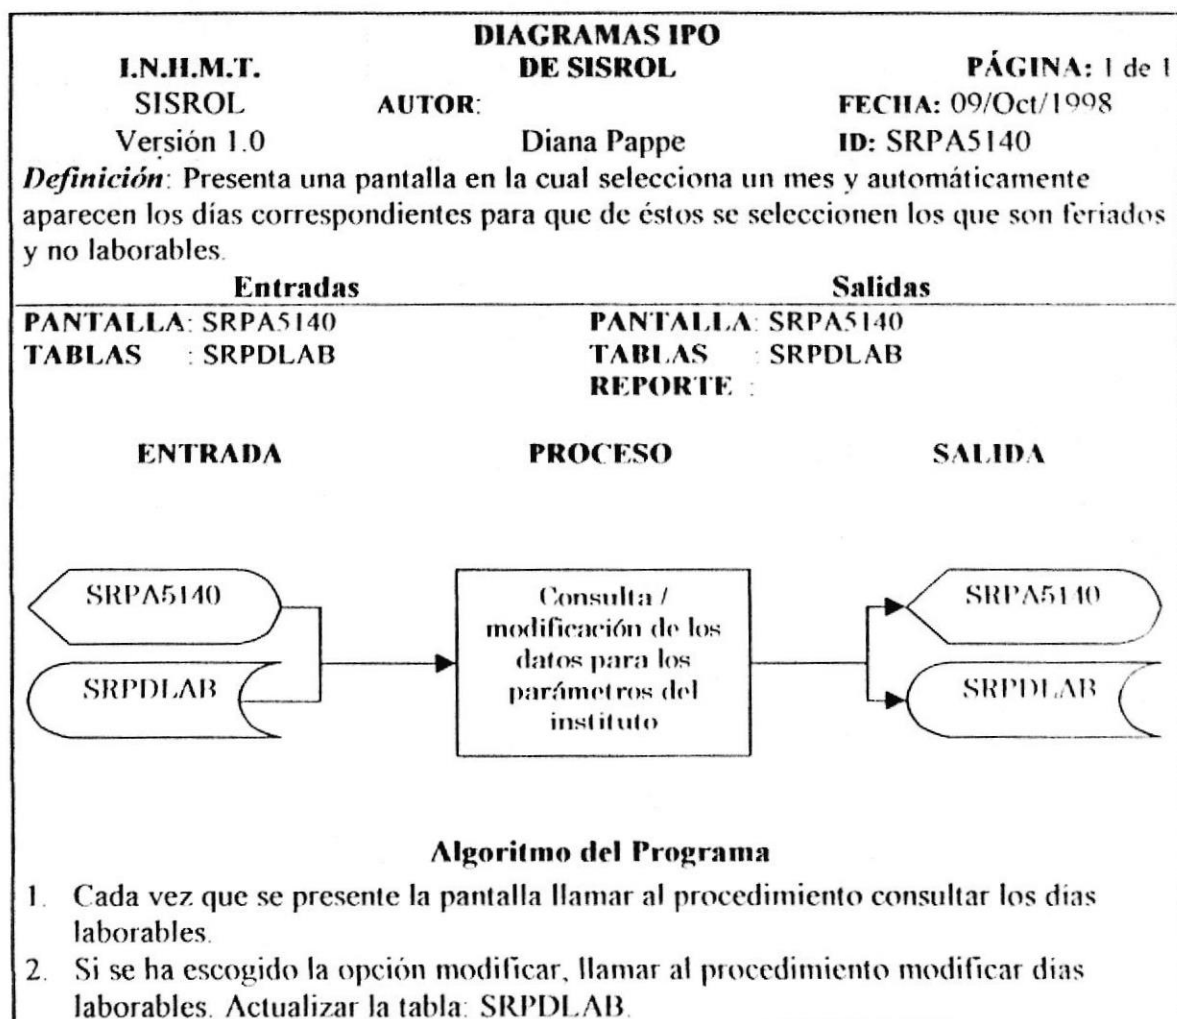 DIAGRAMAS IPO
I.N.H.M.T. DE SISROL PÁGINA: 1 de 1
SISROL AUTOR: FECHA: 09/Oct/1998
Versión 1.0 Diana Pappe ID: SRPA5140
Definición: Presenta una pantalla en la cual selecciona un mes y automáticamente
aparecen los días correspondientes para que de éstos se seleccionen los que son feriados
y no laborables.
Entradas Salidas
PANTALLA: SRPA5140 PANTALLA: SRPA5140
TABLAS : SRPDLAB TABLAS : SRPDLAB
REPORTE :
ENTRADA PROCESO SALIDA
SRPA5140
SRPDLAB
Consulta /
modificación de los
datos para los
parámetros del
instituto
SRPA5140
SRPDLAB
Algoritmo del Programa
1. Cada vez que se presente la pantalla llamar al procedimiento consultar los días
laborables.
2. Si se ha escogido la opción modificar, llamar al procedimiento modificar días
laborables. Actualizar la tabla: SRPDLAB.